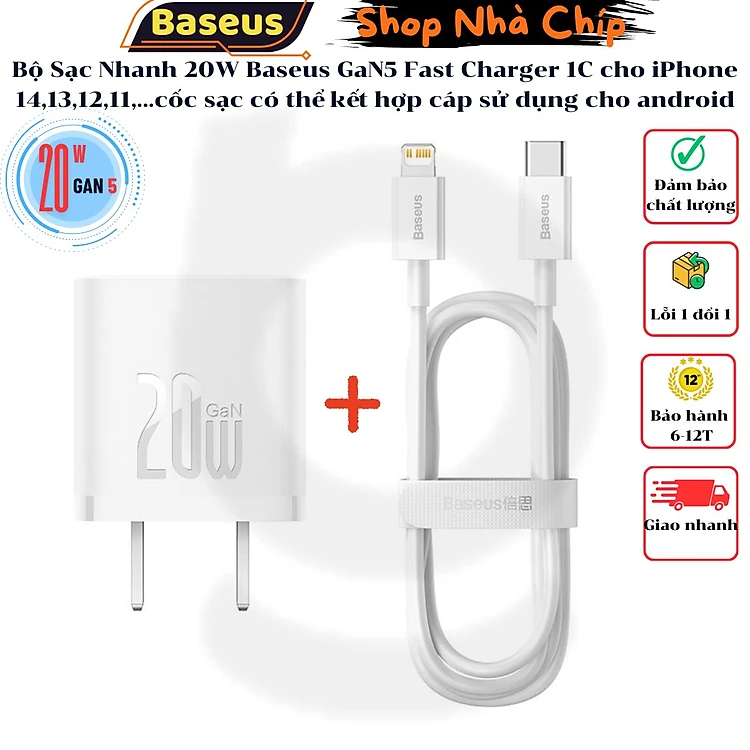 Baseus
Shop Nhà Chíp
Bộ Sạc Nhanh 20W Baseus GaN5 Fast Charger 1C cho iPhone
14,13,12,11,...cốc sạc có thể kết hợp cáp sử dụng cho android
20W
GAN 5
Đảm bảo
chất lượng
Lỗi 1 dổi 1
12
Bảo hành
6-12T
Giao nhanh
Baseus
Baseus
20W
GaN
Baseus倍思